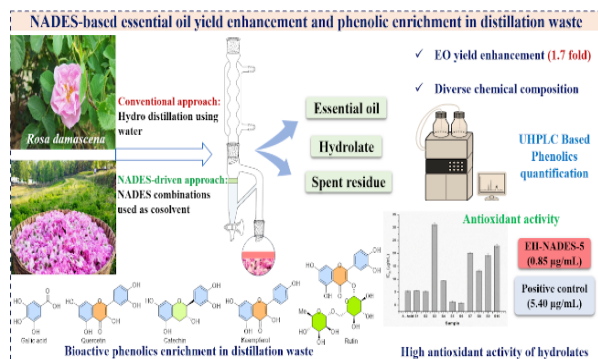 NADES-based essential oil yield enhancement and phenolic enrichment in distillation waste
Rosa damascena
Conventional approach:
Hydro distillation using
water
NADES-driven approach:
NADES combinations
used as cosolvent
Essential oil
Hydrolate
Spent residue
✓ EO yield enhancement (1.7 fold)
✓ Diverse chemical composition
UHPLC Based
Phenolics
quantification
Antioxidant activity
EH-NADES-5
(0.85 µg/mL)
Positive control
(5.40 µg/mL)
Sample
Gallic acid
Quercetin
Catechin
Kaempferol
Rutin
Bioactive phenolics enrichment in distillation waste
High antioxidant activity of hydrolates